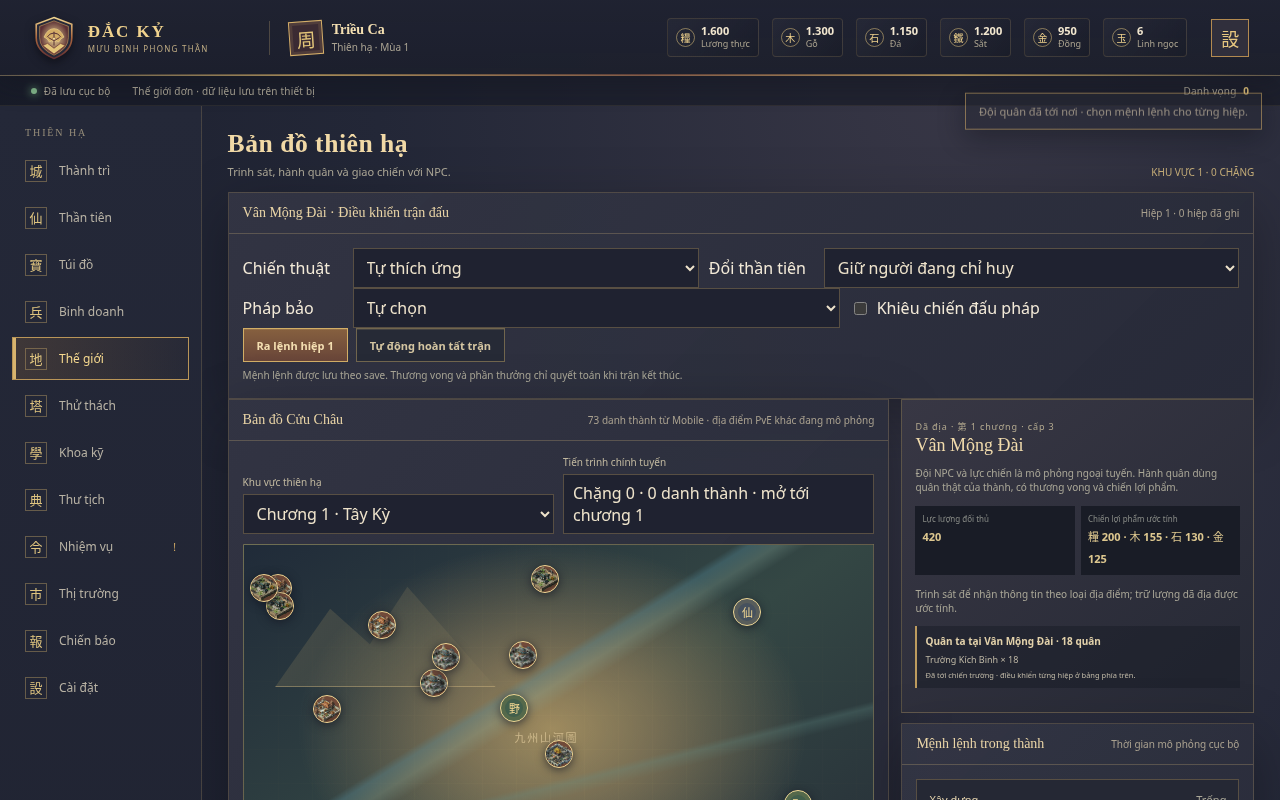 ĐẮC KỶ
MƯU ĐỊNH PHONG THẦN
周
Triều Ca
Thiên hạ · Mùa 1
糧 1.600 Lương thực
木 1.300 Gỗ
石 1.150 Đá
鐵 1.200 Sắt
金 950 Đồng
玉 6 Linh ngọc
設
Đã lưu cục bộ
Thế giới đơn · dữ liệu lưu trên thiết bị
Danh vọng 0
Đội quân đã tới nơi · chọn mệnh lệnh cho từng hiệp.
THIÊN HẠ
城 Thành trì
仙 Thần tiên
寶 Túi đồ
兵 Binh doanh
地 Thế giới
塔 Thử thách
學 Khoa kỹ
典 Thư tịch
令 Nhiệm vụ !
市 Thị trường
報 Chiến báo
設 Cài đặt
Bản đồ thiên hạ
Trinh sát, hành quân và giao chiến với NPC.
KHU VỰC 1 · 0 CHẶNG
Vân Mộng Đài · Điều khiển trận đấu
Hiệp 1 · 0 hiệp đã ghi
Chiến thuật
Tự thích ứng
Đổi thần tiên
Giữ người đang chỉ huy
Pháp bảo
Tự chọn
Khiêu chiến đấu pháp
Ra lệnh hiệp 1
Tự động hoàn tất trận
Mệnh lệnh được lưu theo save. Thương vong và phần thưởng chỉ quyết toán khi trận kết thúc.
Bản đồ Cửu Châu
73 danh thành từ Mobile · địa điểm PvE khác đang mô phỏng
Khu vực thiên hạ
Chương 1 · Tây Kỳ
Tiến trình chính tuyến
Chặng 0 · 0 danh thành · mở tới
chương 1
仙
野
九州山河圖
Dã địa · 第 1 chương · cấp 3
Vân Mộng Đài
Đội NPC và lực chiến là mô phỏng ngoại tuyến. Hành quân dùng
quân thật của thành, có thương vong và chiến lợi phẩm.
Lực lượng đối thủ
420
Chiến lợi phẩm ước tính
糧 200 · 木 155 · 石 130 · 金
125
Trinh sát để nhận thông tin theo loại địa điểm; trữ lượng dã địa được
ước tính.
Quân ta tại Vân Mộng Đài · 18 quân
Trường Kích Binh × 18
Đã tới chiến trường · điều khiển từng hiệp ở bảng phía trên.
Mệnh lệnh trong thành
Thời gian mô phỏng cục bộ
Xây dựng
Trống